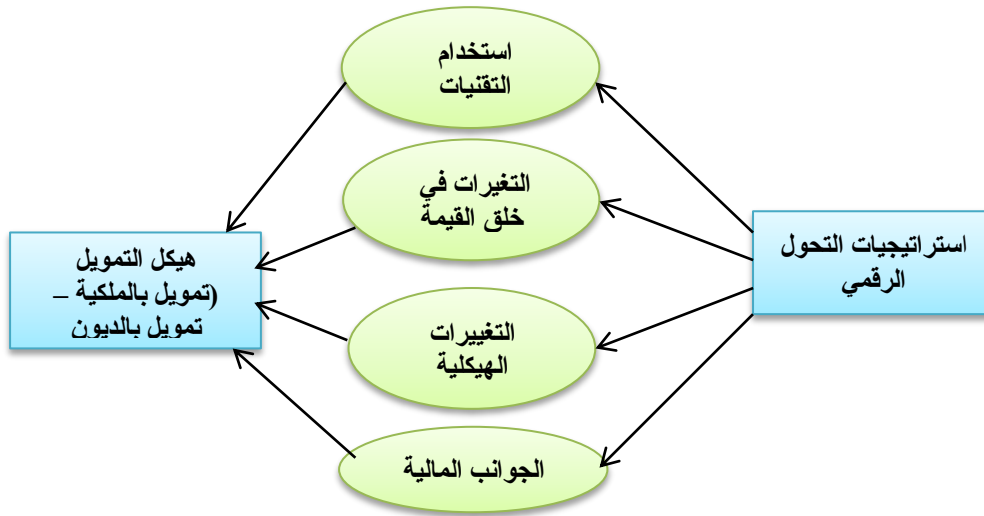 استخدام
التقنيات
التغيرات في
خلق القيمة
استراتيجيات التحول
الرقمي
هيكل التمويل
(تمويل بالملكية –
تمويل بالديون
التغييرات
الهيكلية
الجوانب المالية